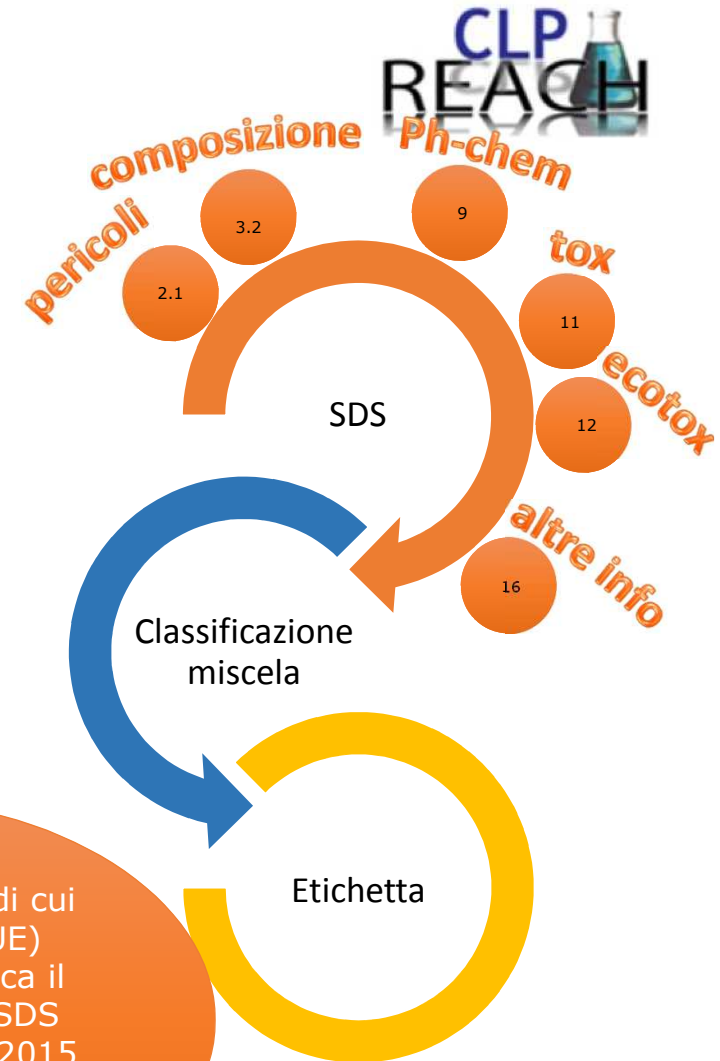 CLP
REACH
composizione
Ph-chem
pericoli
3.2
9
tox
2.1
11
ecotox
SDS
12
altre info
16
Classificazione
miscela
Etichetta
di cui
UE)
ca il
SDS
2015